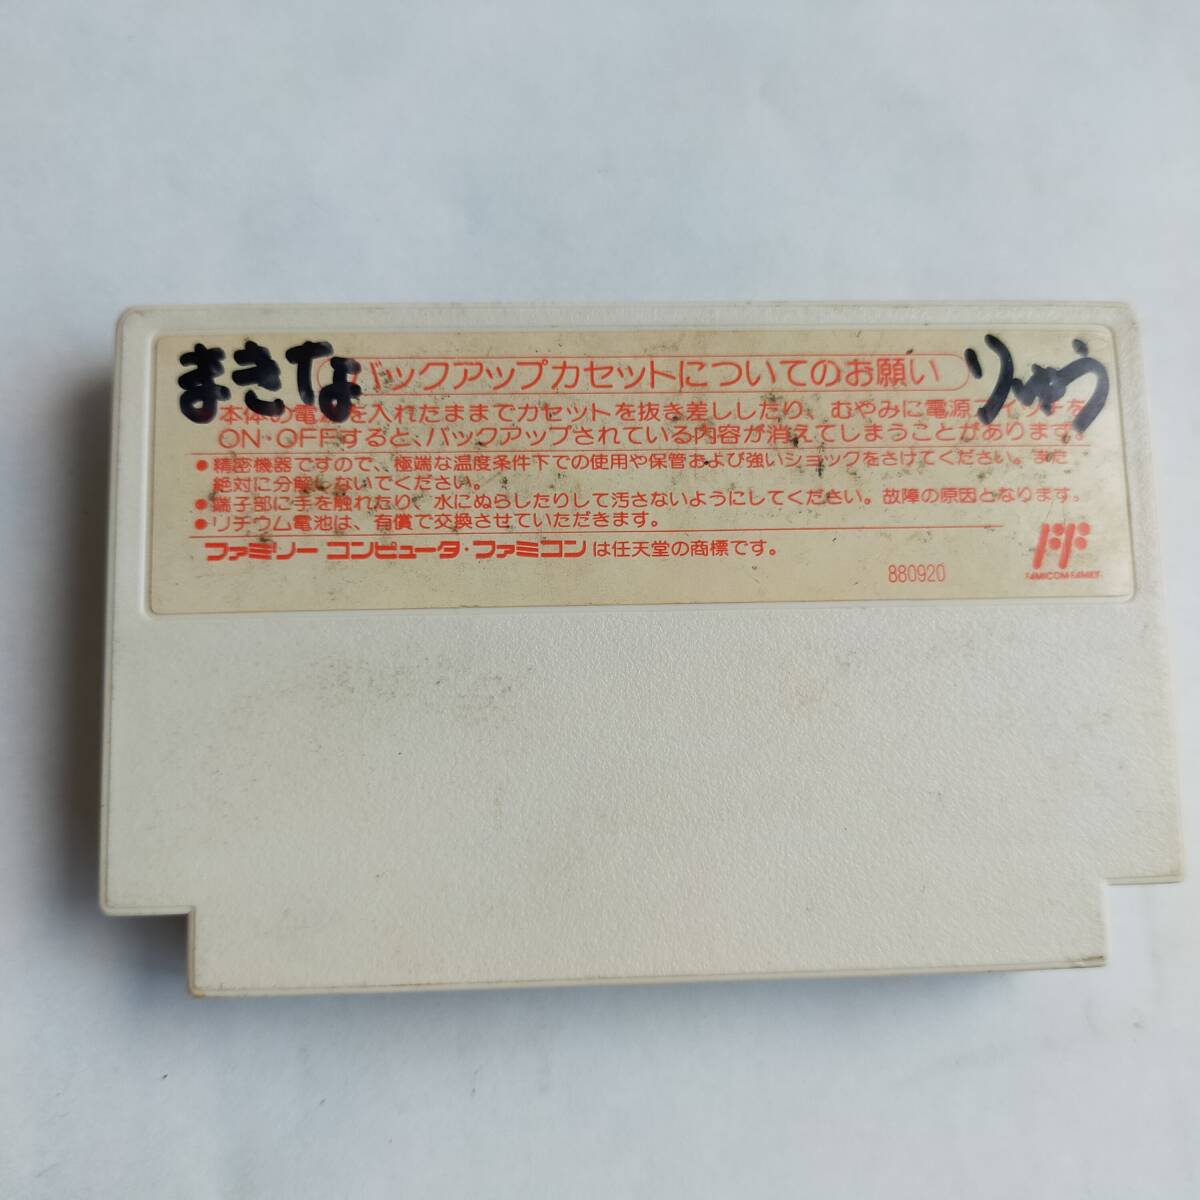 まきな バックアップカセットについてのお願い りゅう
本体の電源を入れたままでカセットを抜き差ししたり、むやみに電源スイッチを
ON・OFFすると、バックアップされている内容が消えてしまうことがあります。
●精密機器ですので、極端な温度条件下での使用や保管および強いショックをさけてください。また
絶対に分解しないでください。
●端子部に手を触れたり、水にぬらしたりして汚さないようにしてください。故障の原因となります。
●リチウム電池は、有償で交換させていただきます。
ファミリーコンピュータ・ファミコンは任天堂の商標です。
880920
FF
FAMICOM FAMILY